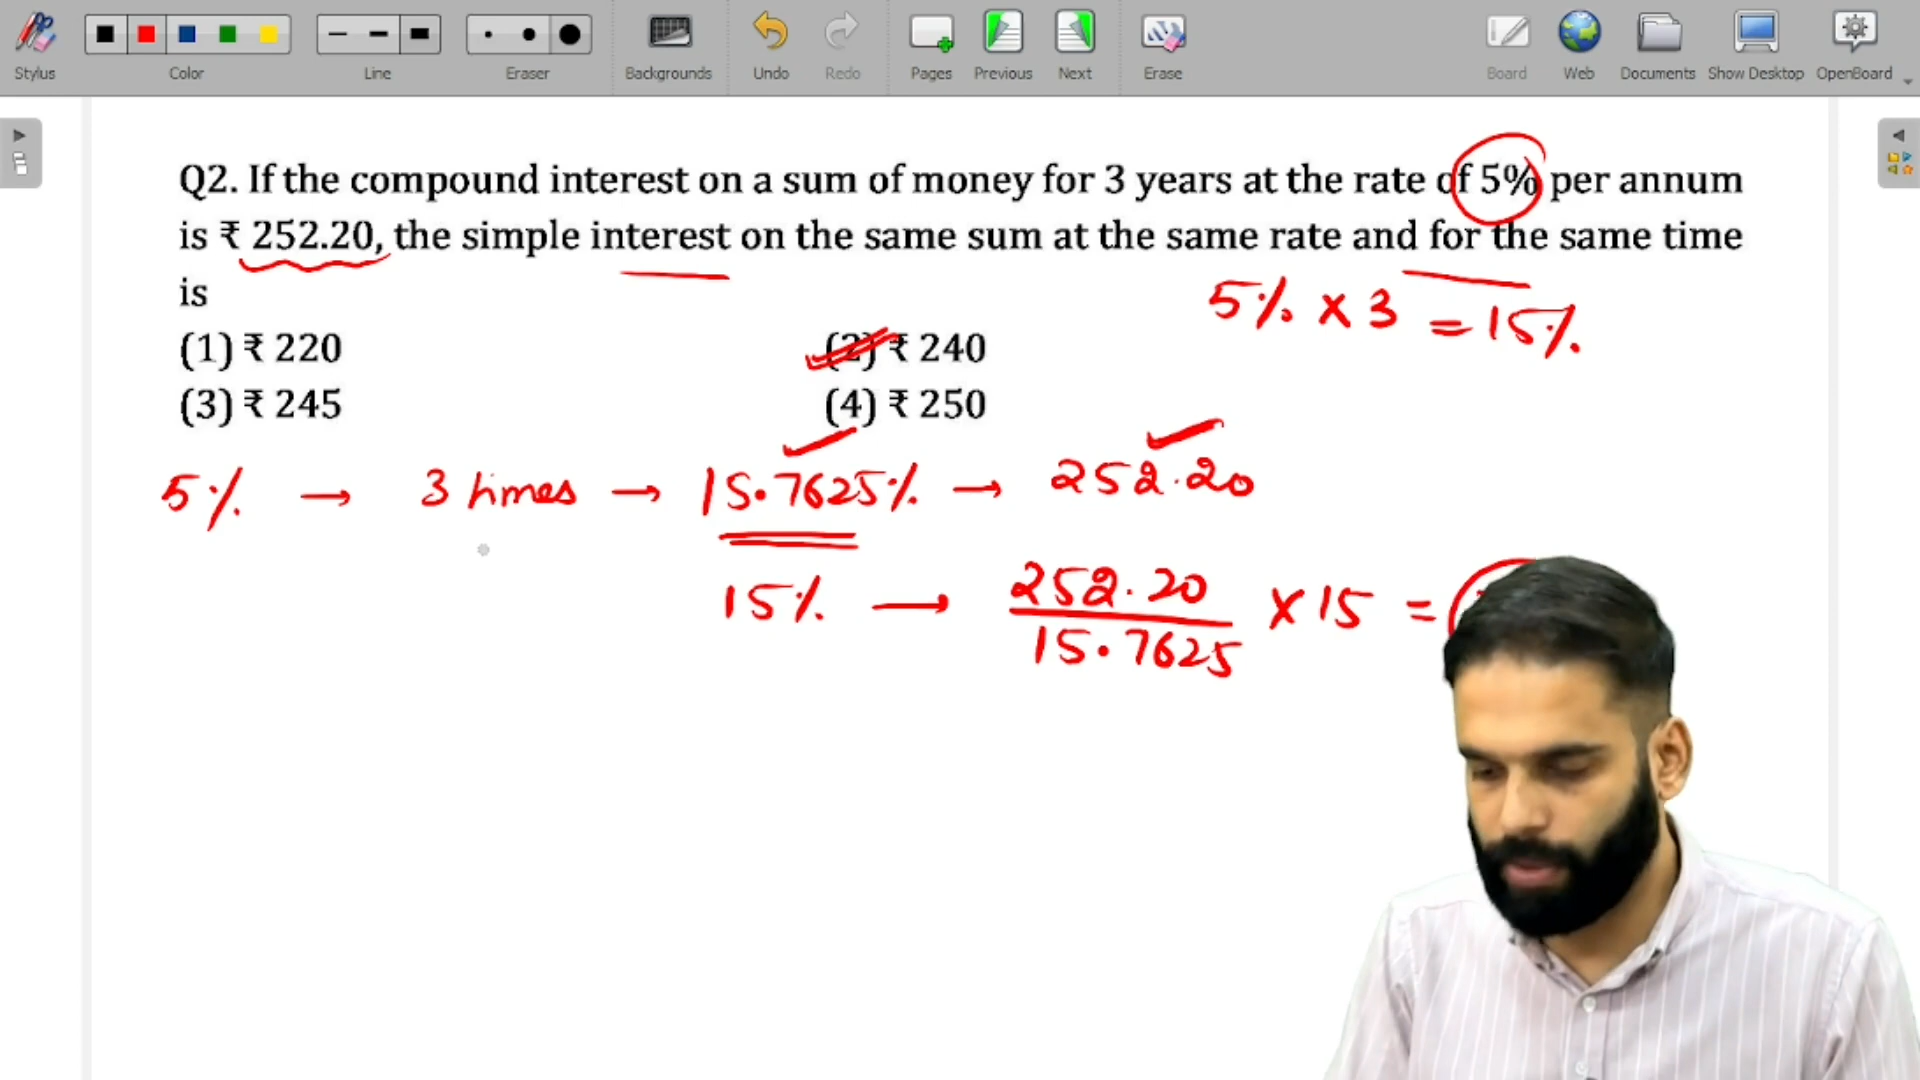 Stylus
Color
Line
Eraser
Backgrounds
Undo
Redo
Pages
Previous
Next
Erase
Board
Web
Documents
Show Desktop
OpenBoard
Q2. If the compound interest on a sum of money for 3 years at the rate of 5% per annum
is ₹ 252.20, the simple interest on the same sum at the same rate and for the same time
is
5% × 3 = 15%
(1) ₹ 220
(2) ₹ 240
(3) ₹ 245
(4) ₹ 250
5% → 3 times → 15.7625% → 252.20
15% → 252.20
15.7625 × 15 =